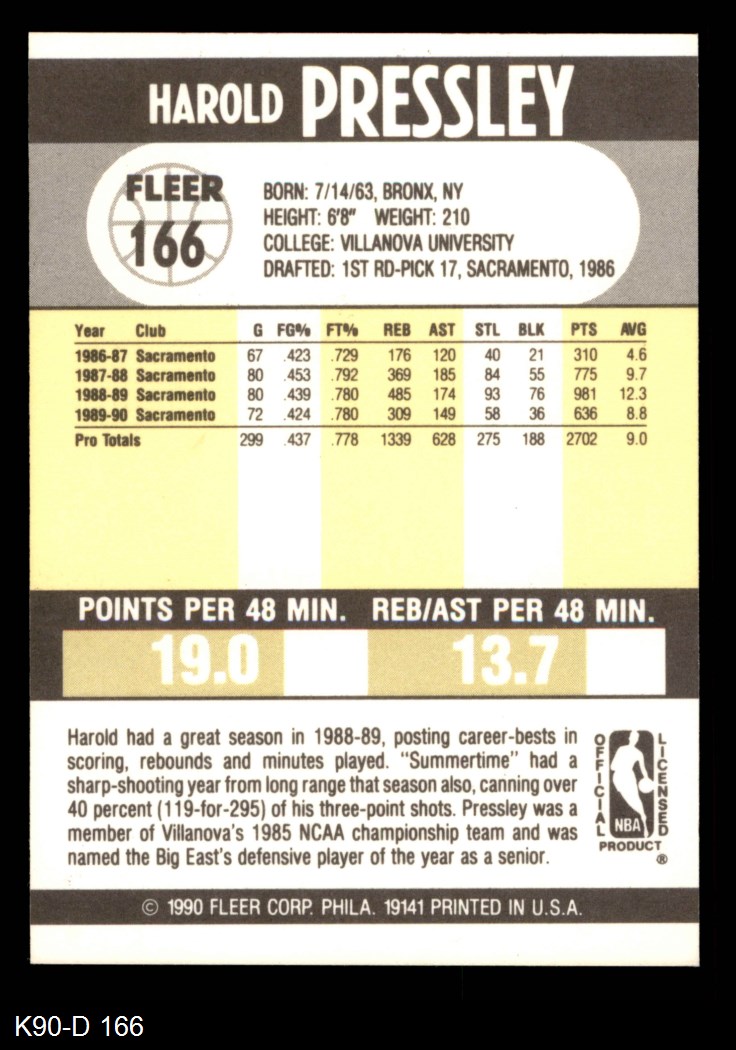 HAROLD PRESSLEY
FLEER
166
BORN: 7/14/63, BRONX, NY
HEIGHT: 6'8" WEIGHT: 210
COLLEGE: VILLANOVA UNIVERSITY
DRAFTED: 1ST RD-PICK 17, SACRAMENTO, 1986
Year Club G FG% FT% REB AST STL BLK PTS AVG
1986-87 Sacramento 67 .423 .729 176 120 40 21 310 4.6
1987-88 Sacramento 80 .453 .792 369 185 84 55 775 9.7
1988-89 Sacramento 80 .439 .780 485 174 93 76 981 12.3
1989-90 Sacramento 72 .424 .780 309 149 58 36 636 8.8
Pro Totals 299 .437 .778 1339 628 275 188 2702 9.0
POINTS PER 48 MIN. REB/AST PER 48 MIN.
19.0 13.7
Harold had a great season in 1988-89, posting career-bests in
scoring, rebounds and minutes played. "Summertime" had a
sharp-shooting year from long range that season also, canning over
40 percent (119-for-295) of his three-point shots. Pressley was a
member of Villanova's 1985 NCAA championship team and was
named the Big East's defensive player of the year as a senior.
OFFICIAL
NBA
LICENSED
PRODUCT
®
© 1990 FLEER CORP. PHILA. 19141 PRINTED IN U.S.A.
K90-D 166